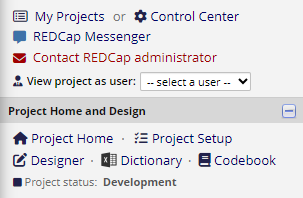 My Projects or Control Center
REDCap Messenger
Contact REDCap administrator
View project as user: -- select a user --
Project Home and Design
Project Home · Project Setup
Designer · Dictionary · Codebook
Project status: Development